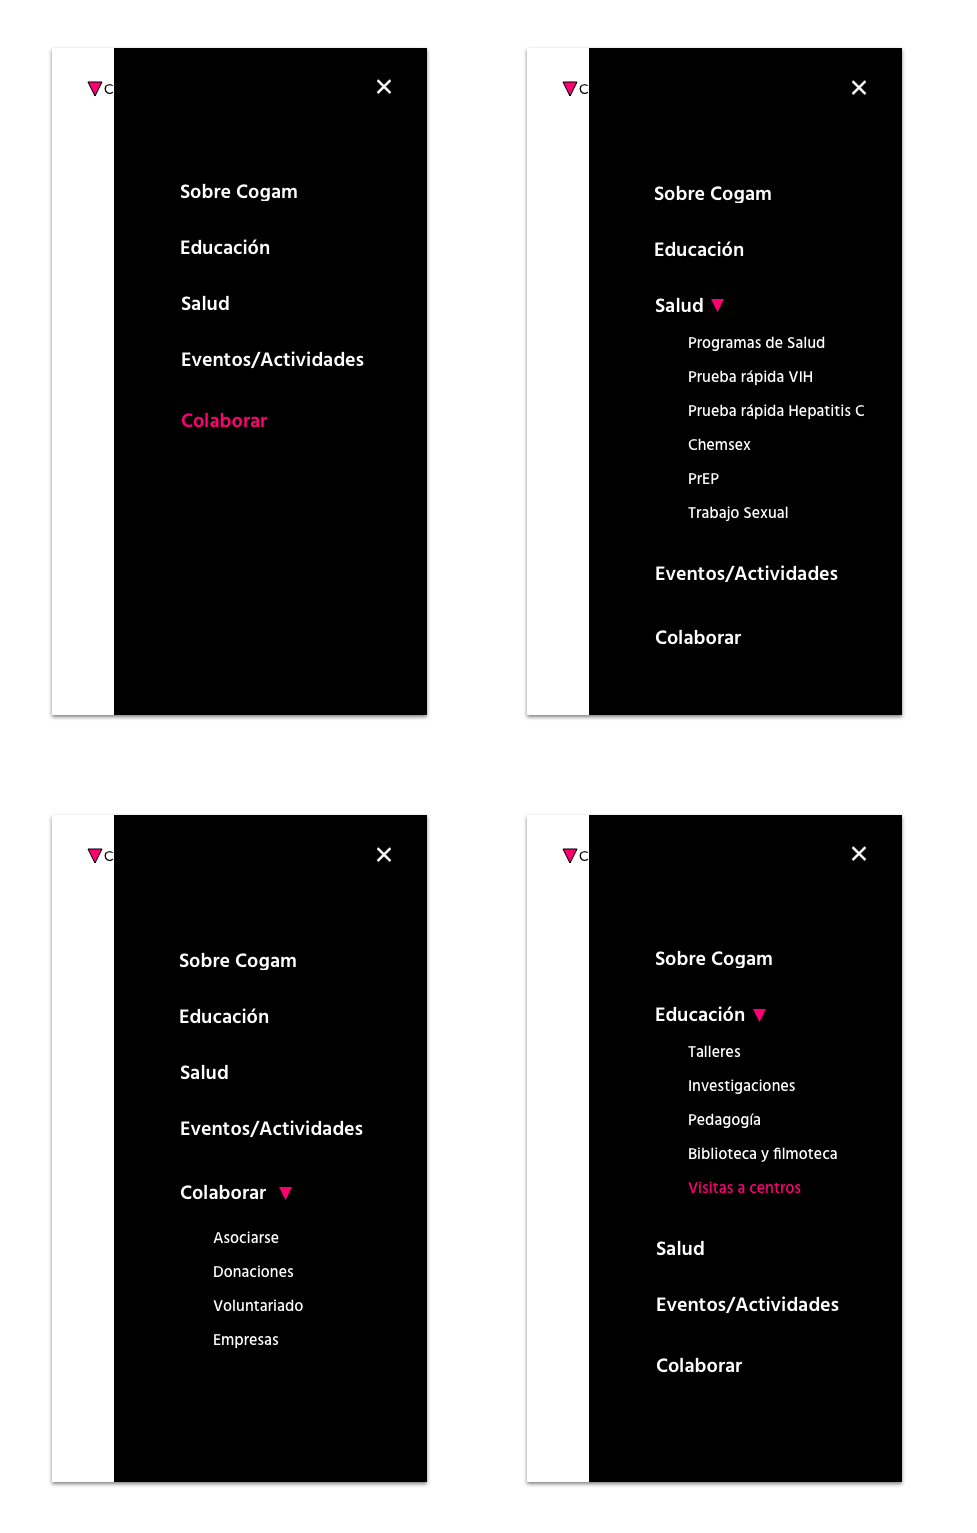 C
Sobre Cogam
Educación
Salud
Eventos/Actividades
Colaborar
C
Sobre Cogam
Educación
Salud
Programas de Salud
Prueba rápida VIH
Prueba rápida Hepatitis C
Chemsex
PrEP
Trabajo Sexual
Eventos/Actividades
Colaborar
C
Sobre Cogam
Educación
Salud
Eventos/Actividades
Colaborar
Asociarse
Donaciones
Voluntariado
Empresas
C
Sobre Cogam
Educación
Talleres
Investigaciones
Pedagogía
Biblioteca y filmoteca
Visitas a centros
Salud
Eventos/Actividades
Colaborar